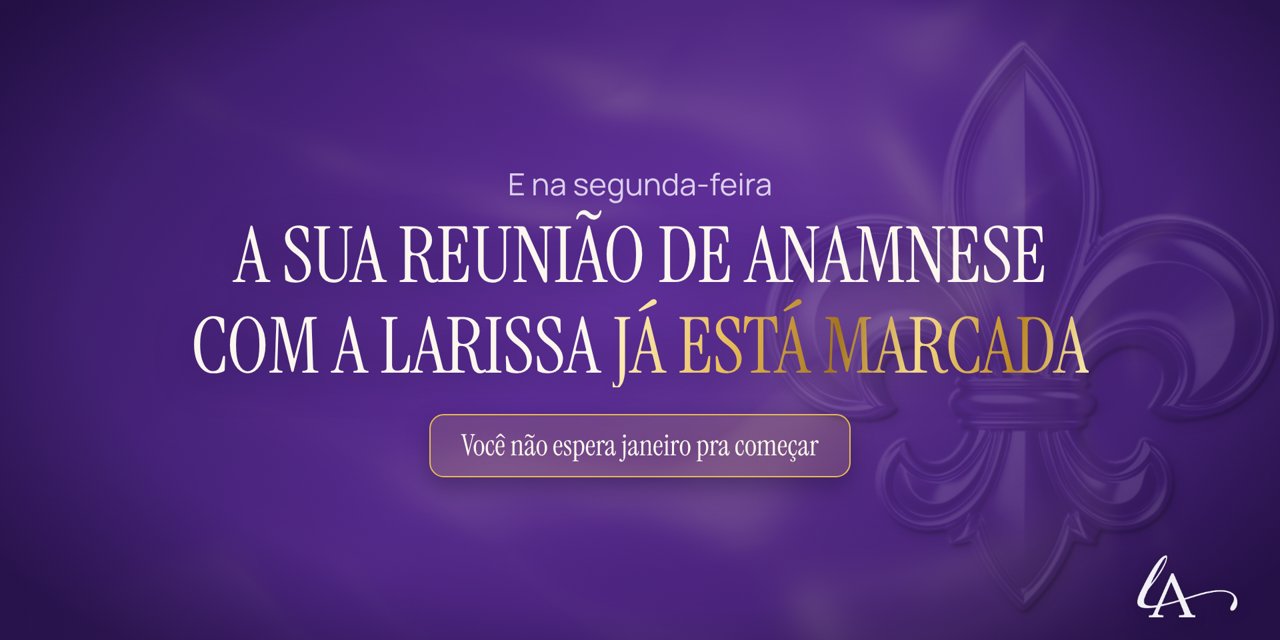 E na segunda-feira
A SUA REUNIÃO DE ANAMNESE
COM A LARISSA JÁ ESTÁ MARCADA
Você não espera janeiro pra começar
LA